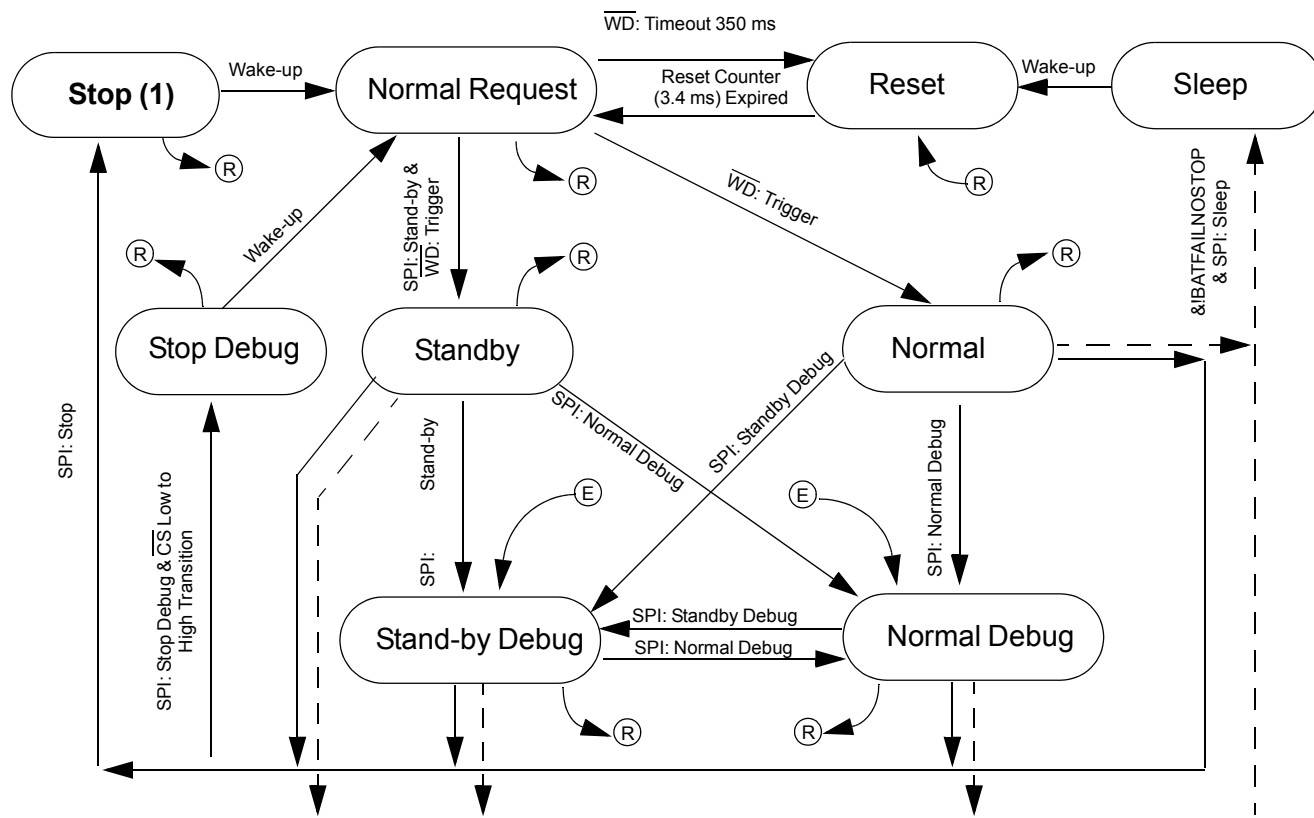 WD: Timeout 350 ms
Stop (1)
Wake-up
Normal Request
Reset Counter
(3.4 ms) Expired
Reset
Wake-up
Sleep
R
R
R
SPI: Stand-by &
WD: Trigger
WD: Trigger
&!BATFAILNOSTOP
& SPI: Sleep
Wake-up
R
R
R
Stop Debug
Standby
Normal
SPI: Stop
SPI: Stop Debug & CS Low to
High Transition
Stand-by
SPI:
SPI: Normal Debug
SPI: Standby Debug
SPI: Normal Debug
E
E
Stand-by Debug
SPI: Standby Debug
SPI: Normal Debug
Normal Debug
R
R